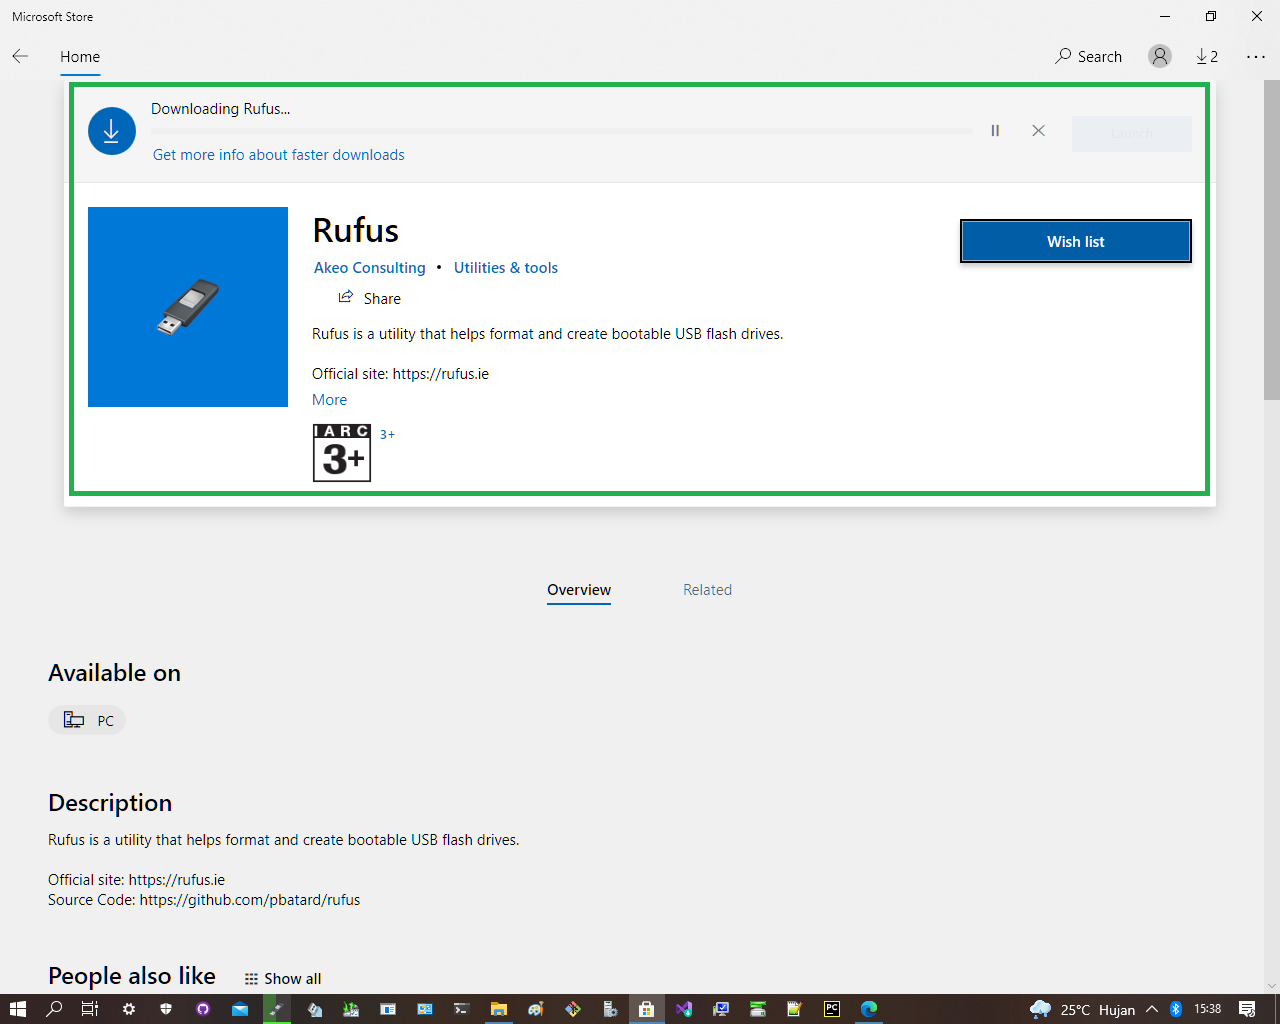 Microsoft Store
Home
Search
2
Downloading Rufus...
Get more info about faster downloads
Launch
Rufus
Wish list
Akeo Consulting • Utilities & tools
Share
Rufus is a utility that helps format and create bootable USB flash drives.
Official site: https://rufus.ie
More
IARC
3+
3+
Overview
Related
Available on
PC
Description
Rufus is a utility that helps format and create bootable USB flash drives.
Official site: https://rufus.ie
Source Code: https://github.com/pbatard/rufus
People also like
Show all
PC
25°C Hujan
15:38